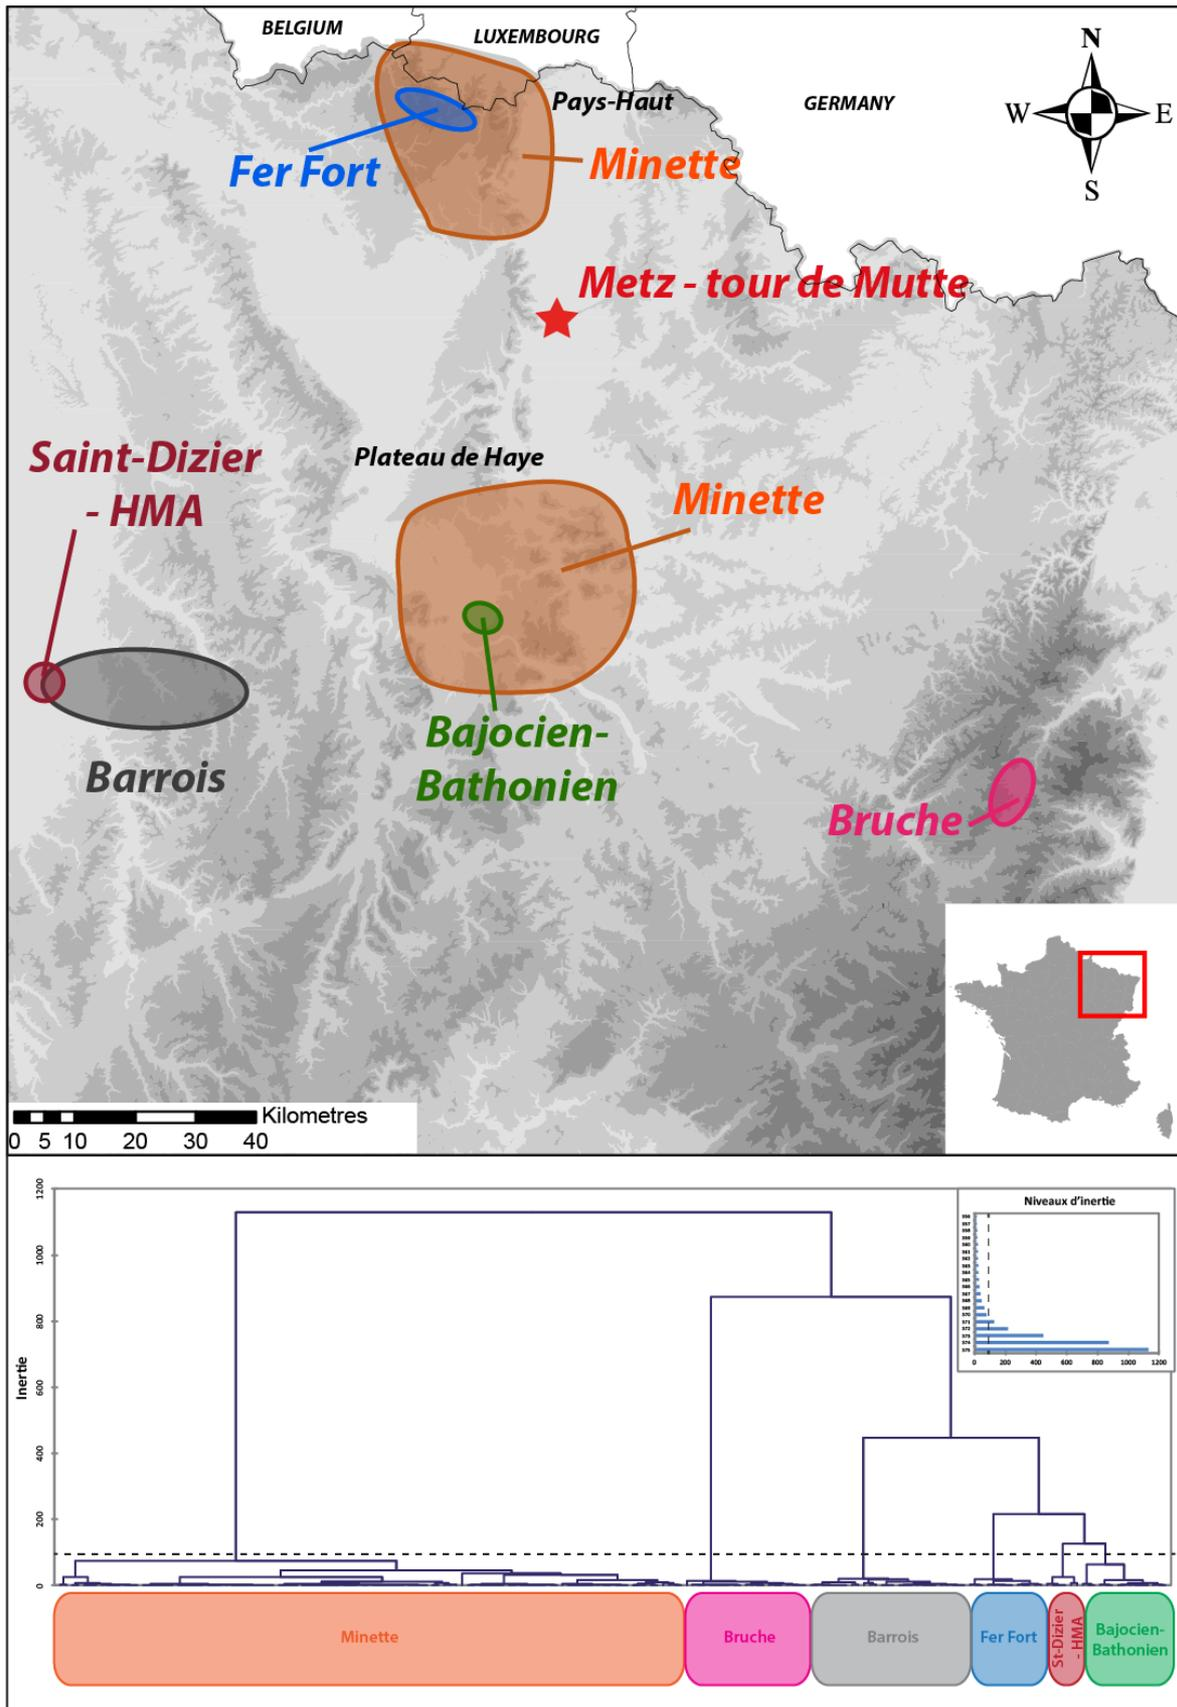 BELGIUM
LUXEMBOURG
N
Pays-Haut
GERMANY
W
E
Fer Fort
Minette
S
Metz - tour de Mutte
Saint-Dizier
- HMA
Plateau de Haye
Minette
Bajocien-
Bathonien
Barrois
Bruche
Kilometres
0 5 10 20 30 40
Niveaux d'inertie
0 200 400 600 800 1000 1200
Inertie
1200
1000
800
600
400
200
0
Minette
Bruche
Barrois
Fer Fort
St-Dizier
- HMA
Bajocien-
Bathonien